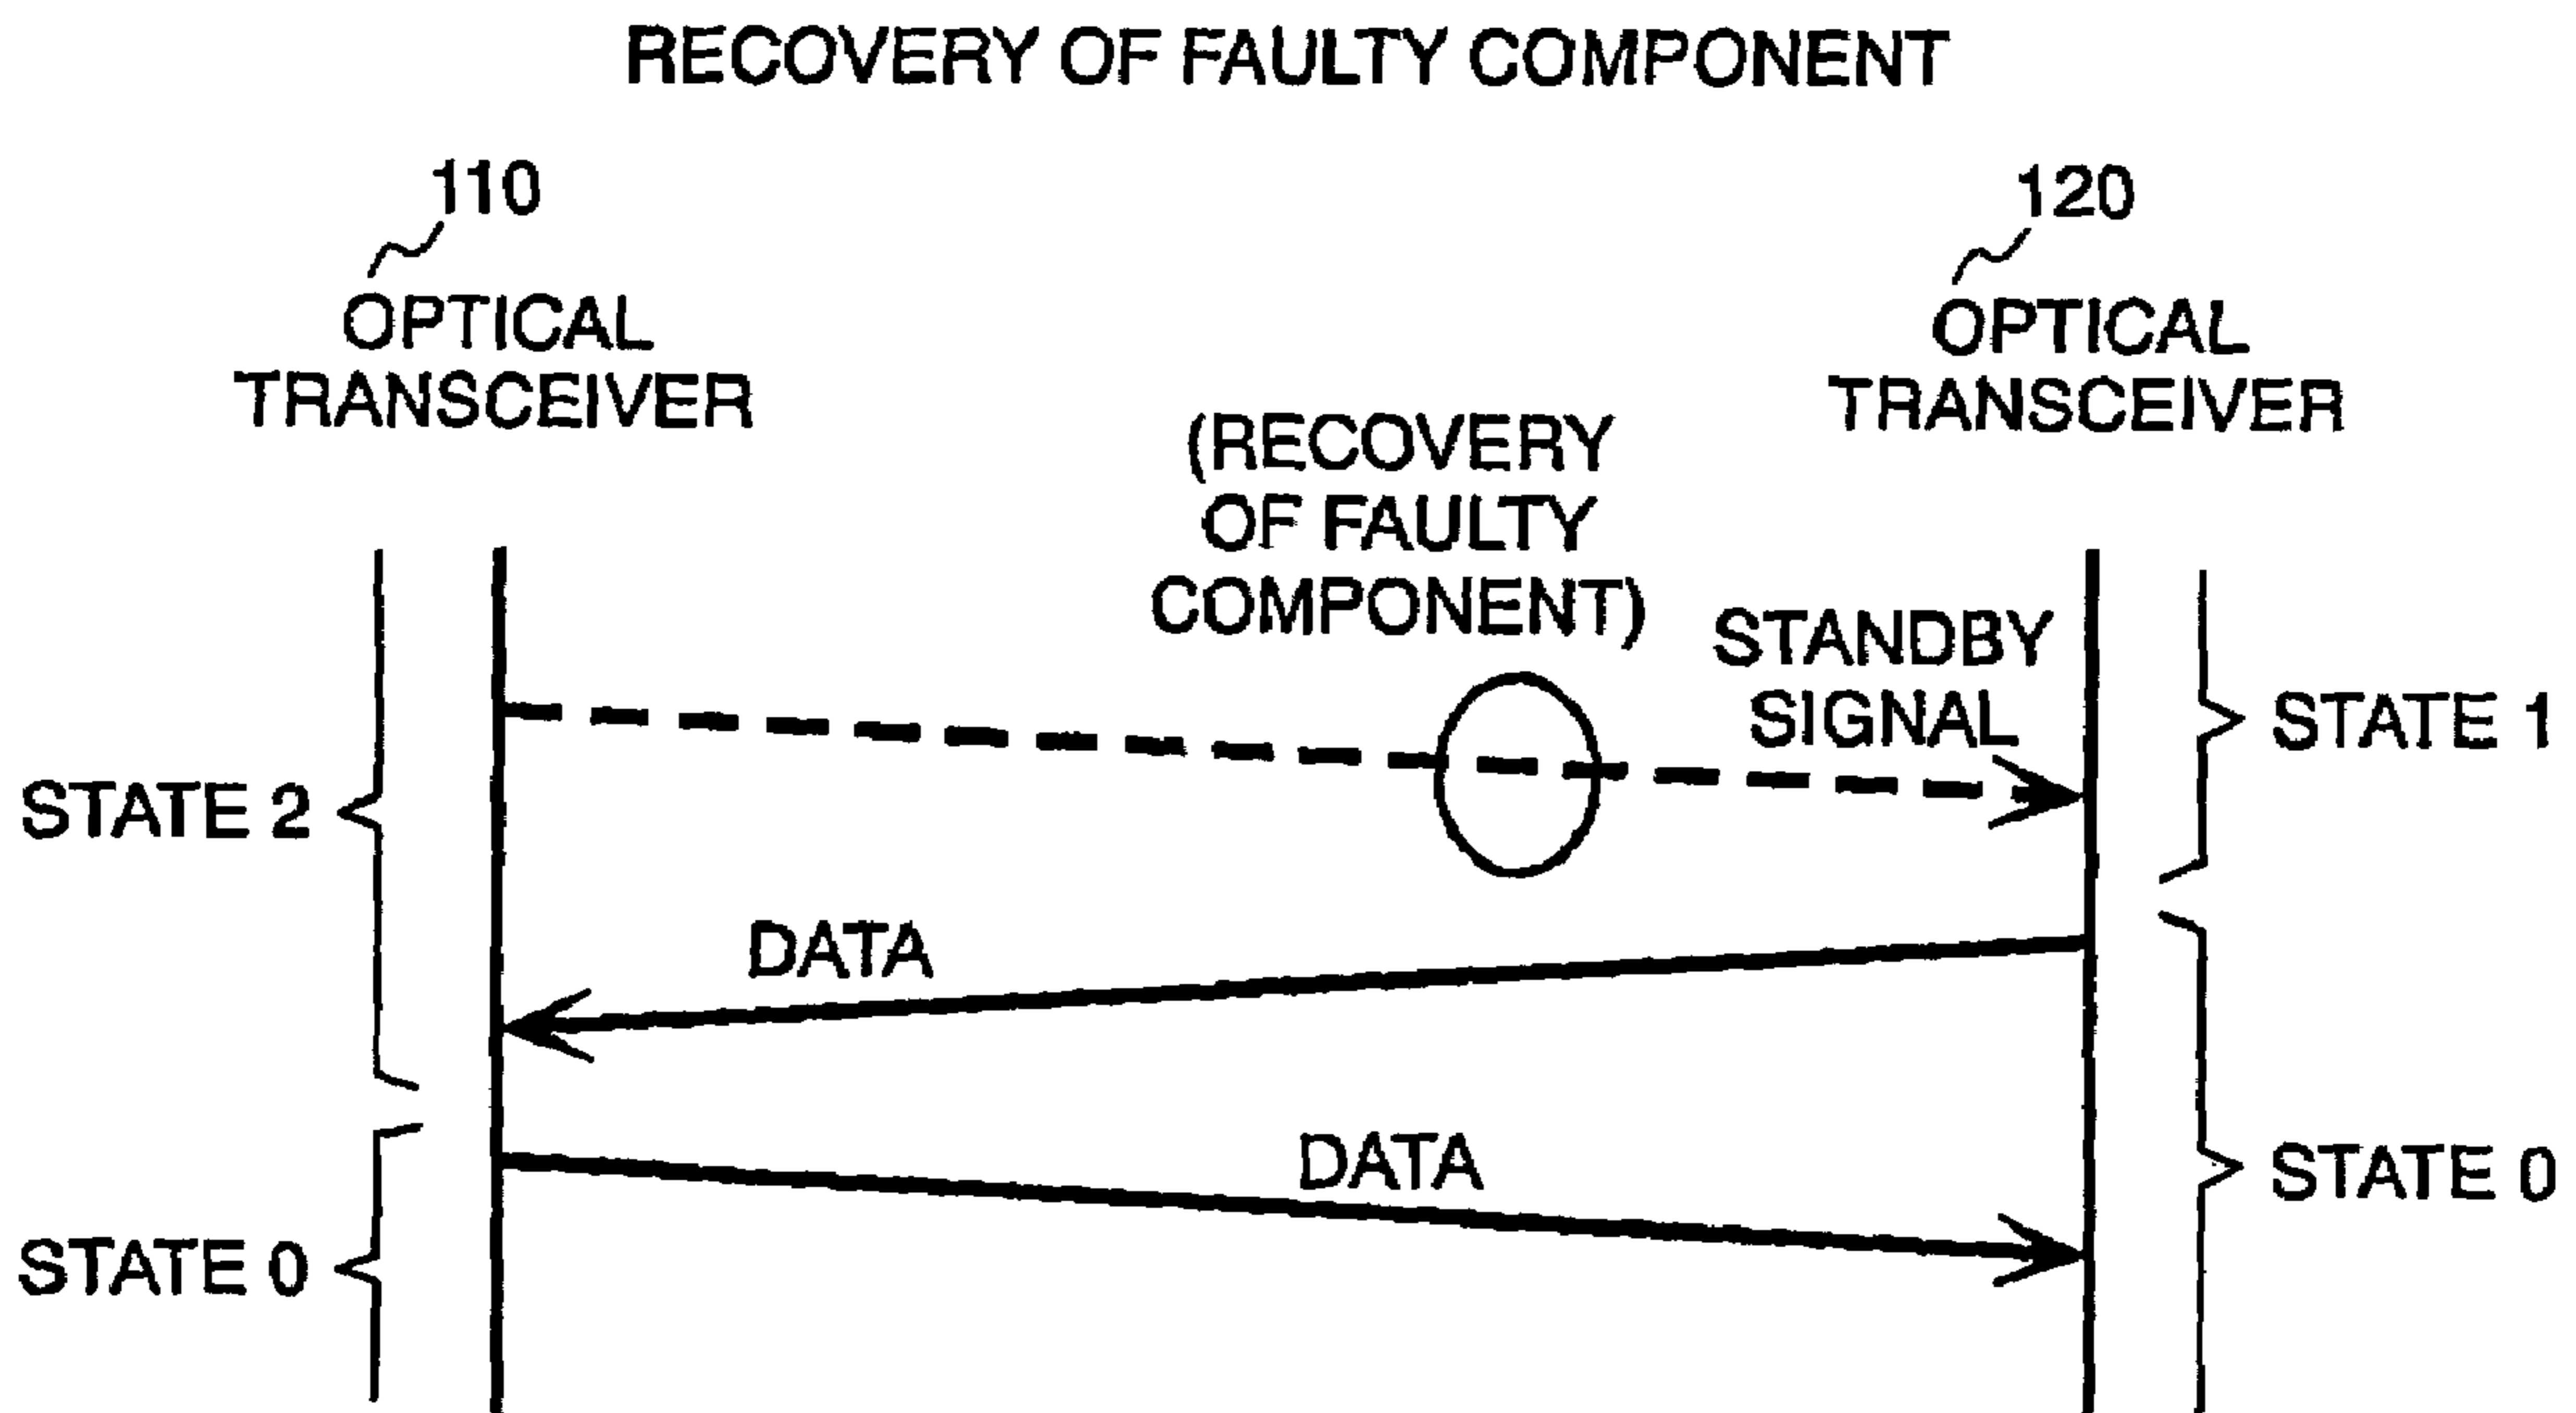 RECOVERY OF FAULTY COMPONENT
110
OPTICAL
TRANSCEIVER
120
OPTICAL
TRANSCEIVER
(RECOVERY
OF FAULTY
COMPONENT)
STANDBY
SIGNAL
STATE 1
STATE 2
DATA
DATA
STATE 0
STATE 0